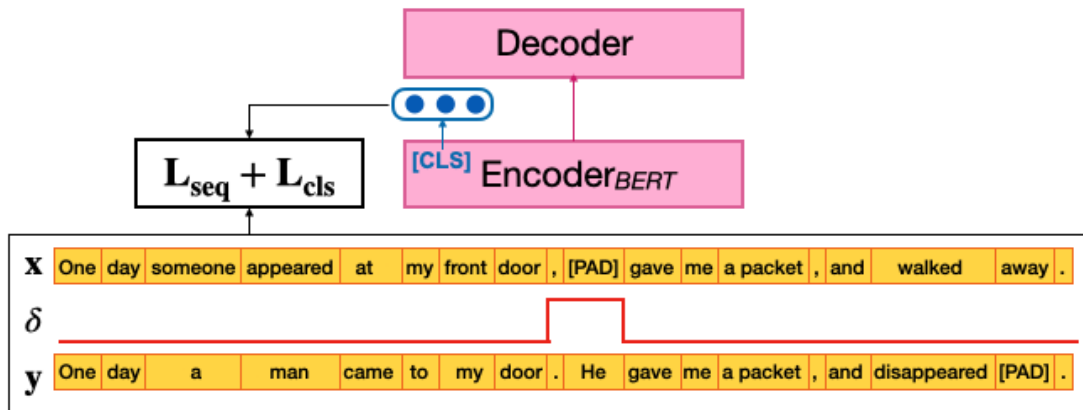 Decoder
[CLS]
Encoder_BERT
L_seq + L_cls
x One day someone appeared at my front door , [PAD] gave me a packet , and walked away .
δ
y One day a man came to my door . He gave me a packet , and disappeared [PAD] .